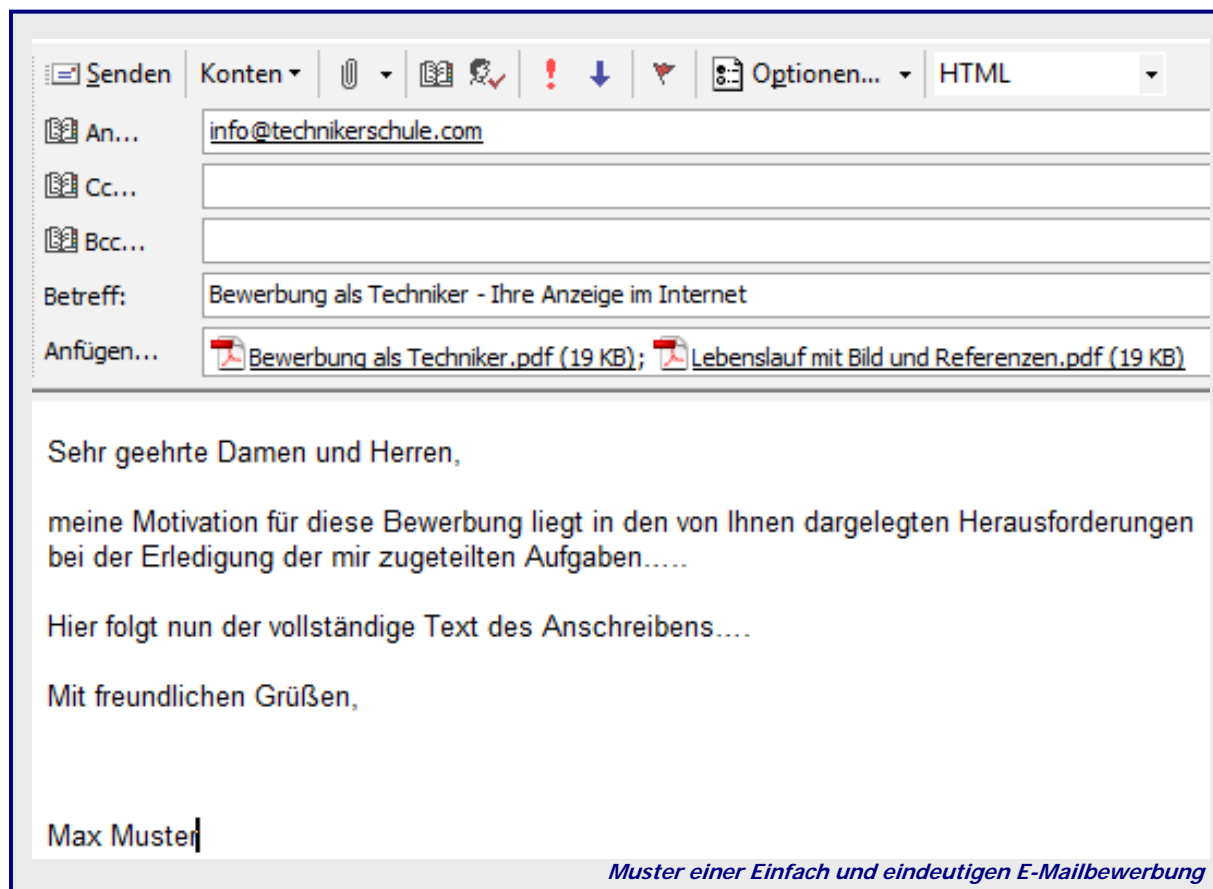 Senden Konten Optionen... HTML
An... info@technikerschule.com
Cc...
Bcc...
Betreff: Bewerbung als Techniker - Ihre Anzeige im Internet
Anfügen... Bewerbung als Techniker.pdf (19 KB); Lebenslauf mit Bild und Referenzen.pdf (19 KB)
Sehr geehrte Damen und Herren,
meine Motivation für diese Bewerbung liegt in den von Ihnen dargelegten Herausforderungen
bei der Erledigung der mir zugeteilten Aufgaben.....
Hier folgt nun der vollständige Text des Anschreibens....
Mit freundlichen Grüßen,
Max Muster
Muster einer Einfach und eindeutigen E-Mailbewerbung